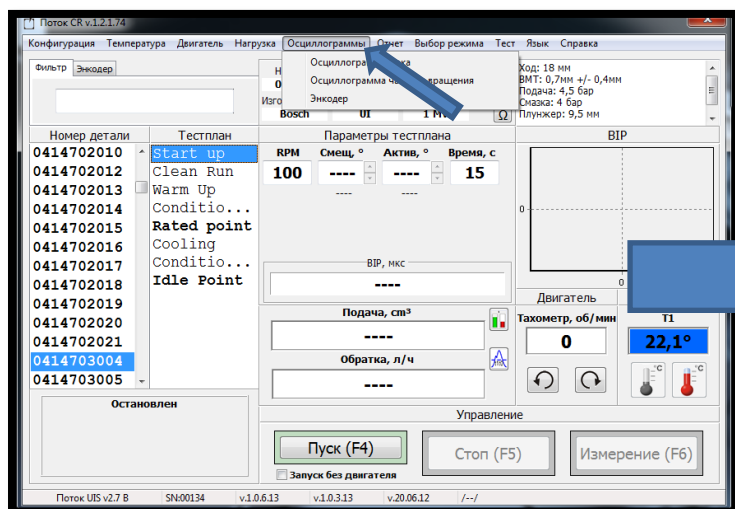 Поток CR v.1.2.1.74
Конфигурация Температура Двигатель Нагрузка Осциллограммы Отчет Выбор режима Тест Язык Справка
Фильтр Энкодер
Осциллограмма вращения
Энкодер
Bosch UI Ω
Ход: 18 мм
ВМТ: 0,7мм +/- 0,4мм
Подача: 4,5 бар
Смазка: 4 бар
Плунжер: 9,5 мм
Номер детали Тестплан Параметры тестплана BIP
0414702010
0414702012
0414702013
0414702014
0414702015
0414702016
0414702017
0414702018
0414702019
0414702020
0414702021
0414703004
0414703005
Start up
Clean Run
Warm Up
Conditio...
Rated point
Cooling
Conditio...
Idle Point
RPM Смещ, ° Актив, ° Время, с
100 ---- ---- 15
---- ----
BIP, мкс
----
Подача, cm³
----
Обратка, л/ч
----
0
0
Двигатель
Тахометр, об/мин T1
0 22,1°
°C °C
Остановлен
Управление
Пуск (F4) Стоп (F5) Измерение (F6)
Запуск без двигателя
Поток UIS v2.7 B SN:00134 v.1.0.6.13 v.1.0.3.13 v.20.06.12 /--/